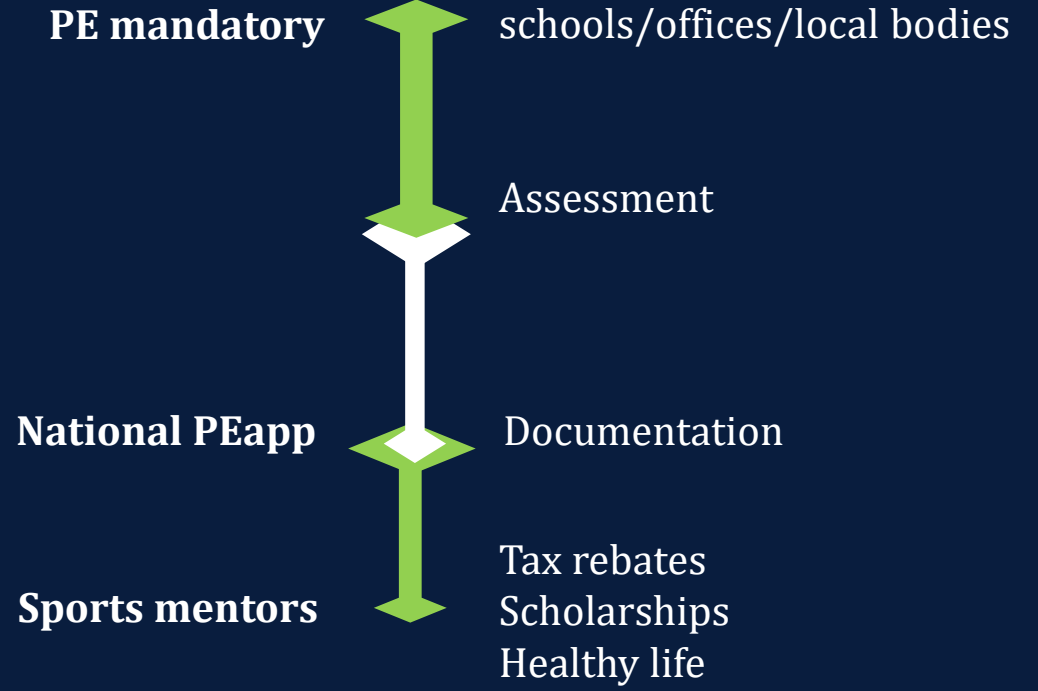 PE mandatory
schools/offices/local bodies
Assessment
National PEapp
Documentation
Sports mentors
Tax rebates
Scholarships
Healthy life